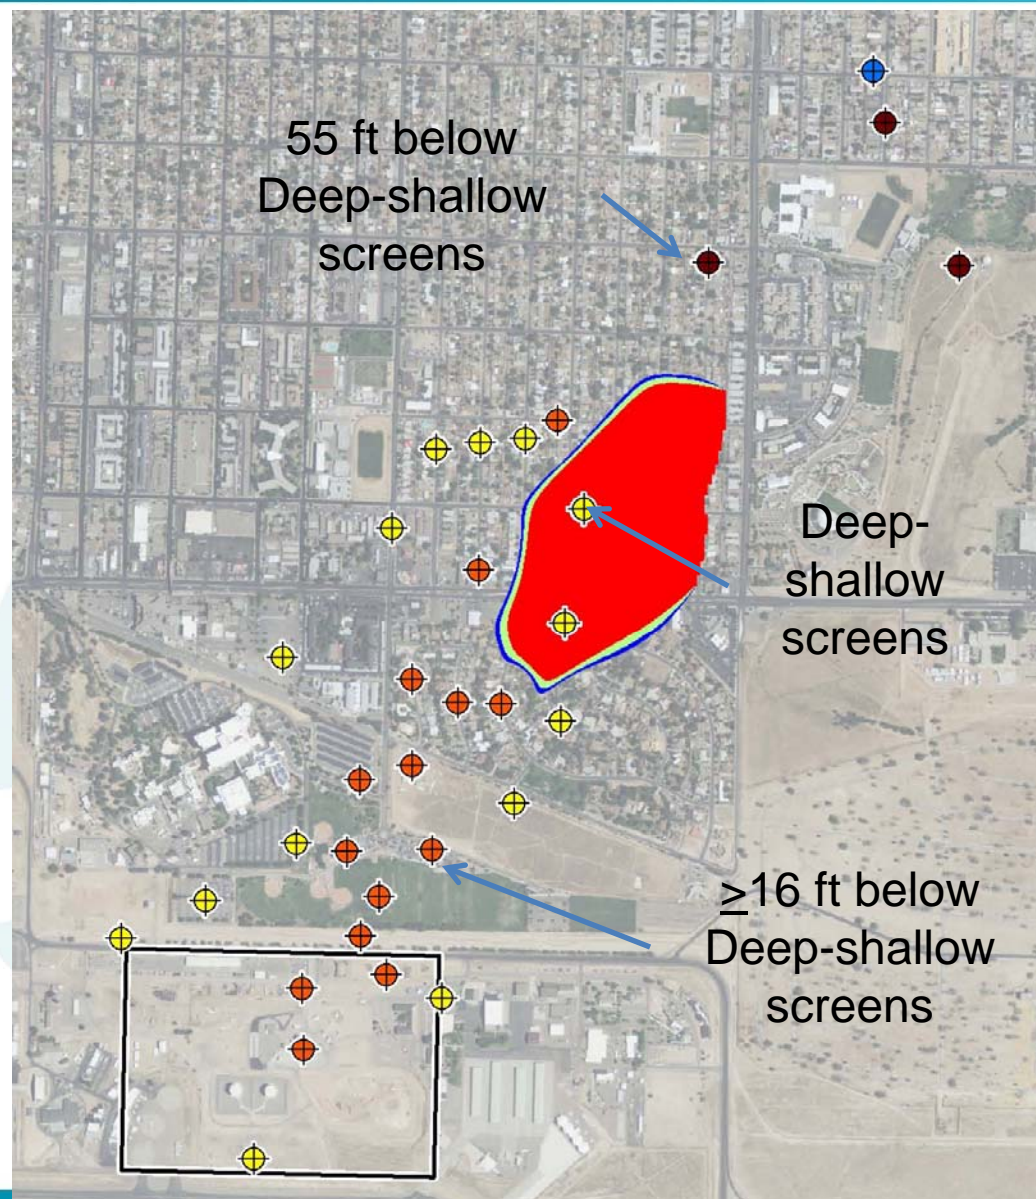 55 ft below
Deep-shallow
screens
Deep-
shallow
screens
≥16 ft below
Deep-shallow
screens